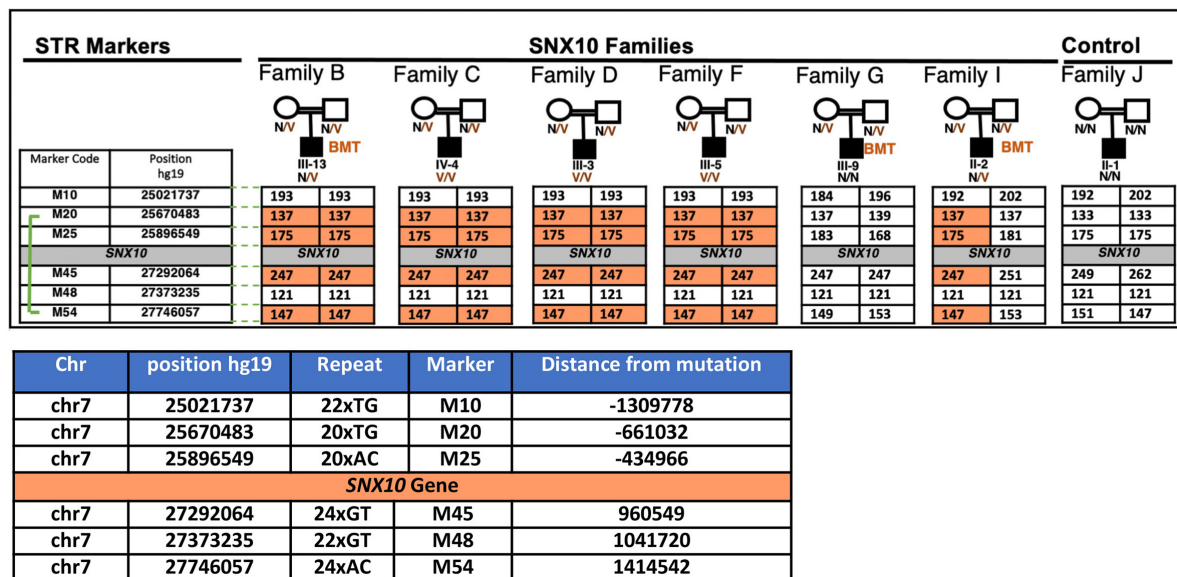 STR Markers SNX10 Families Control
Family B Family C Family D Family F Family G Family I Family J
N/V N/V N/V N/V N/V N/V N/V N/V N/V N/V N/V N/V N/N N/N
BMT BMT BMT
III-13 IV-4 III-3 III-5 III-9 II-2 II-1
N/V V/V V/V V/V N/N N/V N/N
Marker Code Position hg19
M10 25021737 193 193 193 193 193 193 193 193 184 196 192 202 192 202
M20 25670483 137 137 137 137 137 137 137 137 137 139 137 137 133 133
M25 25896549 175 175 175 175 175 175 175 175 183 168 175 181 175 175
SNX10 SNX10 SNX10 SNX10 SNX10 SNX10 SNX10 SNX10
M45 27292064 247 247 247 247 247 247 247 247 247 247 247 251 249 262
M48 27373235 121 121 121 121 121 121 121 121 121 121 121 121 121 121
M54 27746057 147 147 147 147 147 147 147 147 149 153 147 153 151 147
Chr position hg19 Repeat Marker Distance from mutation
chr7 25021737 22xTG M10 -1309778
chr7 25670483 20xTG M20 -661032
chr7 25896549 20xAC M25 -434966
SNX10 Gene
chr7 27292064 24xGT M45 960549
chr7 27373235 22xGT M48 1041720
chr7 27746057 24xAC M54 1414542